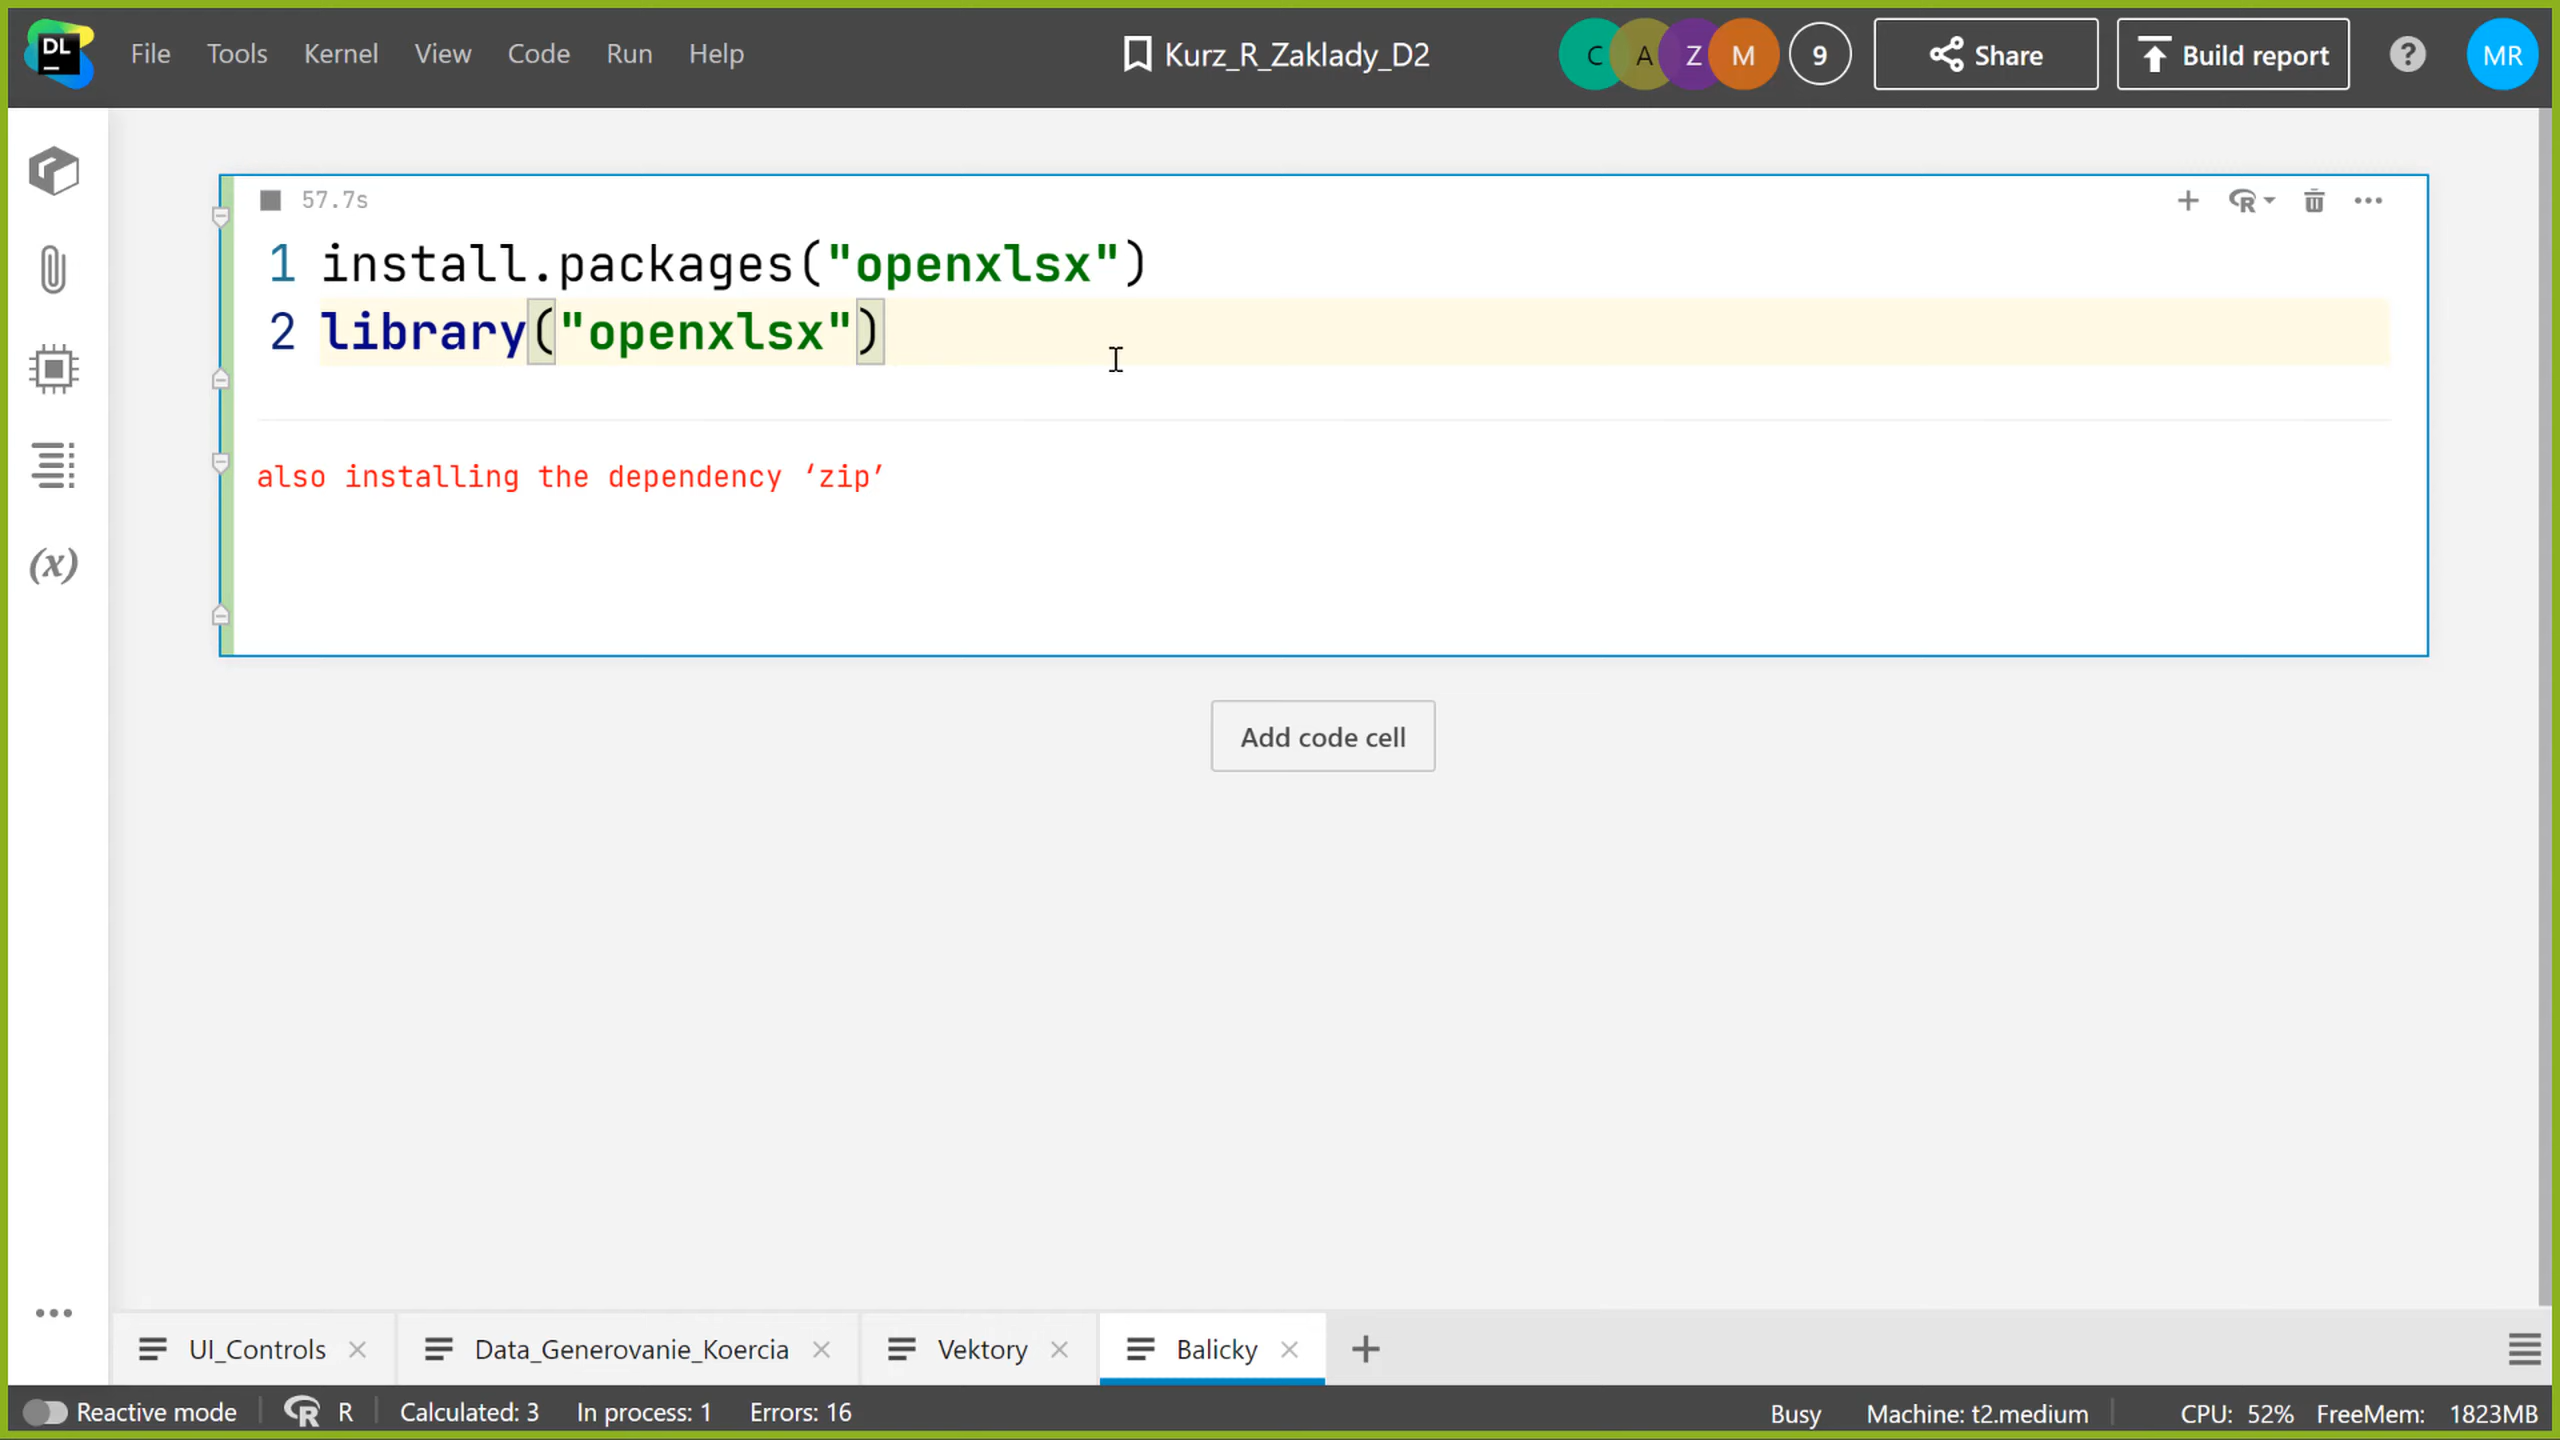 DL
File Tools Kernel View Code Run Help
Kurz_R_Zaklady_D2
C A Z M 9
Share
Build report
?
MR
57.7s
R
1 install.packages("openxlsx")
2 library("openxlsx")
also installing the dependency ‘zip’
(x)
Add code cell
UI_Controls
Data_Generovanie_Koercia
Vektory
Balicky
Reactive mode
R R
Calculated: 3
In process: 1
Errors: 16
Busy
Machine: t2.medium
CPU: 52%
FreeMem: 1823MB